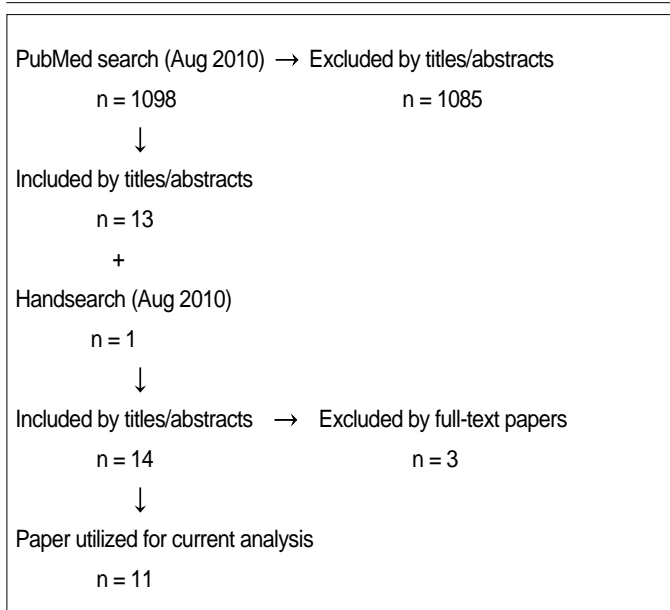 PubMed search (Aug 2010) → Excluded by titles/abstracts
n = 1098 n = 1085
↓
Included by titles/abstracts
n = 13
+
Handsearch (Aug 2010)
n = 1
↓
Included by titles/abstracts → Excluded by full-text papers
n = 14 n = 3
↓
Paper utilized for current analysis
n = 11